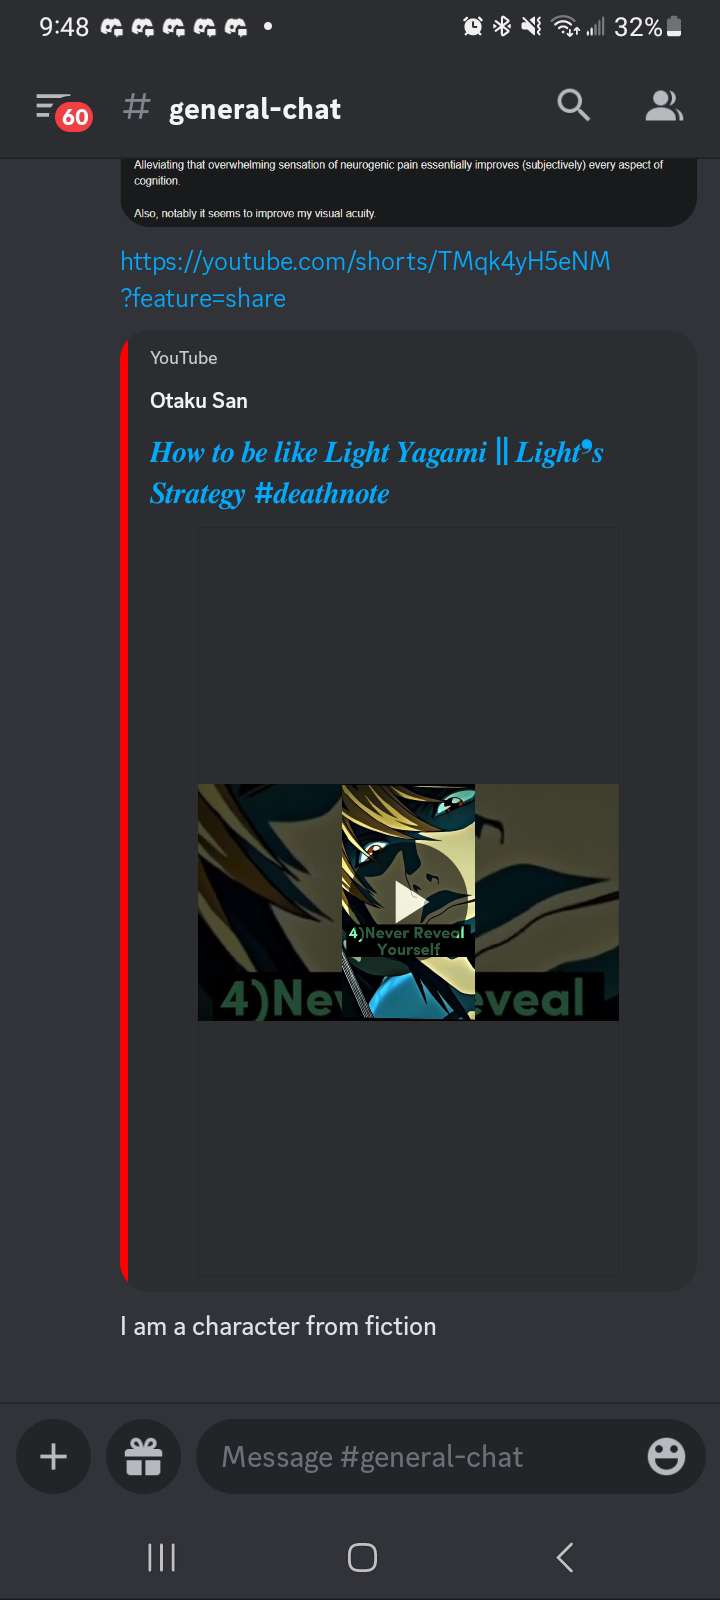 9:48
32%
60
# general-chat
Alleviating that overwhelming sensation of neurogenic pain essentially improves (subjectively) every aspect of
cognition.
Also, notably it seems to improve my visual acuity.
https://youtube.com/shorts/TMqk4yH5eNM
?feature=share
YouTube
Otaku San
How to be like Light Yagami || Light❜s
Strategy #deathnote
4)Never Reveal
Yourself
4)Nev
eveal
I am a character from fiction
Message #general-chat